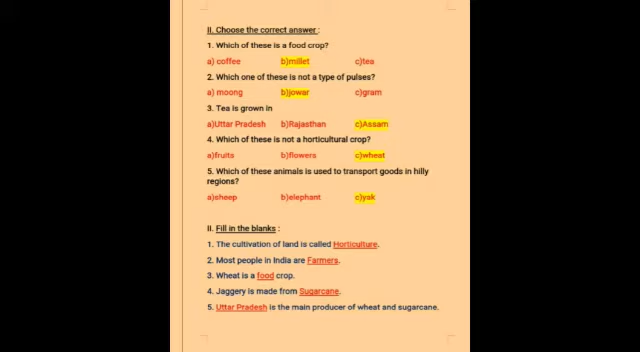 II. Choose the correct answer :
1. Which of these is a food crop?
a) coffee b)millet c)tea
2. Which one of these is not a type of pulses?
a) moong b)jowar c)gram
3. Tea is grown in
a)Uttar Pradesh b)Rajasthan c)Assam
4. Which of these is not a horticultural crop?
a)fruits b)flowers c)wheat
5. Which of these animals is used to transport goods in hilly
regions?
a)sheep b)elephant c)yak
II. Fill in the blanks :
1. The cultivation of land is called Horticulture.
2. Most people in India are Farmers.
3. Wheat is a food crop.
4. Jaggery is made from Sugarcane.
5. Uttar Pradesh is the main producer of wheat and sugarcane.